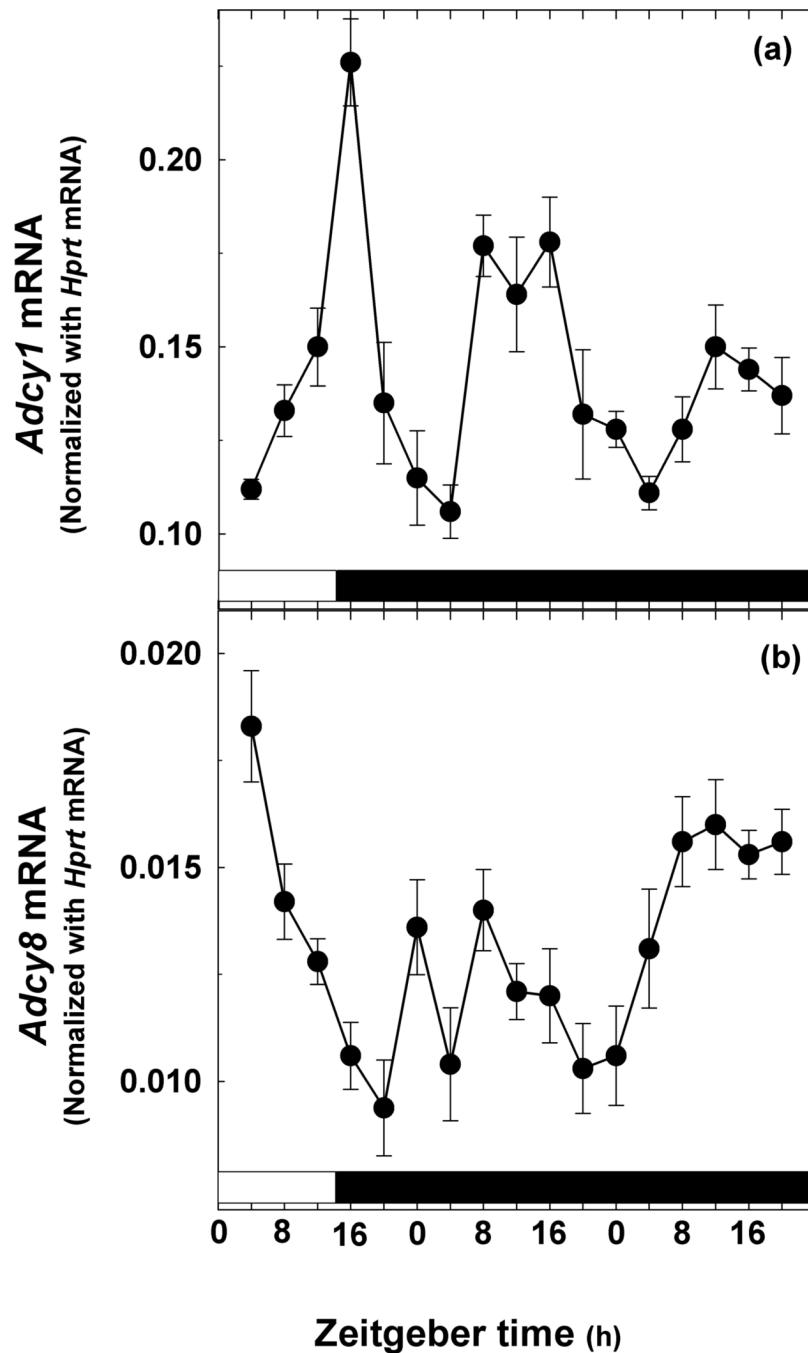 (a)
0.20
0.15
0.10
Adcy1 mRNA
(Normalized with Hprt mRNA)
(b)
0.020
0.015
0.010
Adcy8 mRNA
(Normalized with Hprt mRNA)
0 8 16 0 8 16 0 8 16
Zeitgeber time (h)